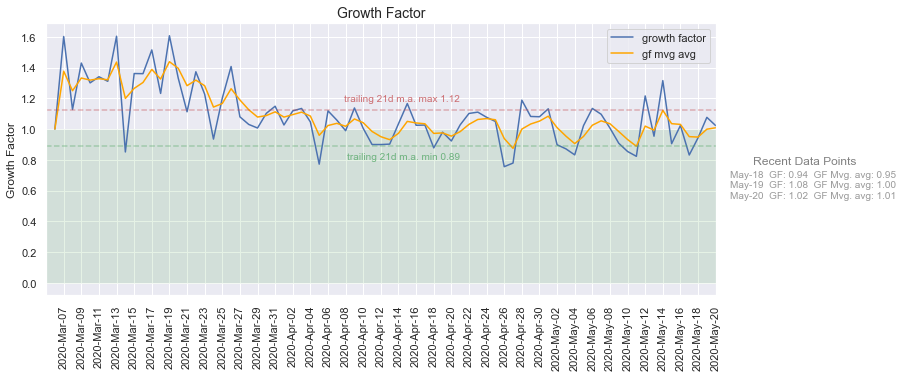 Growth Factor
growth factor
gf mvg avg
Growth Factor
1.6
1.4
1.2
1.0
0.8
0.6
0.4
0.2
0.0
trailing 21d m.a. max 1.12
trailing 21d m.a. min 0.89
Recent Data Points
May-18 GF: 0.94 GF Mvg. avg: 0.95
May-19 GF: 1.08 GF Mvg. avg: 1.00
May-20 GF: 1.02 GF Mvg. avg: 1.01
2020-Mar-07
2020-Mar-09
2020-Mar-11
2020-Mar-13
2020-Mar-15
2020-Mar-17
2020-Mar-19
2020-Mar-21
2020-Mar-23
2020-Mar-25
2020-Mar-27
2020-Mar-29
2020-Mar-31
2020-Apr-02
2020-Apr-04
2020-Apr-06
2020-Apr-08
2020-Apr-10
2020-Apr-12
2020-Apr-14
2020-Apr-16
2020-Apr-18
2020-Apr-20
2020-Apr-22
2020-Apr-24
2020-Apr-26
2020-Apr-28
2020-Apr-30
2020-May-02
2020-May-04
2020-May-06
2020-May-08
2020-May-10
2020-May-12
2020-May-14
2020-May-16
2020-May-18
2020-May-20